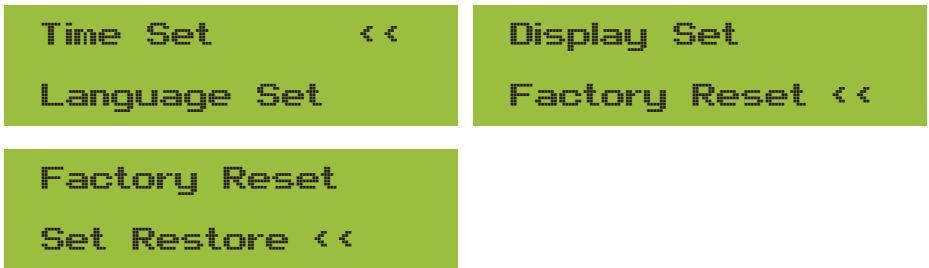 Time Set <<
Language Set
Display Set
Factory Reset <<
Factory Reset
Set Restore <<